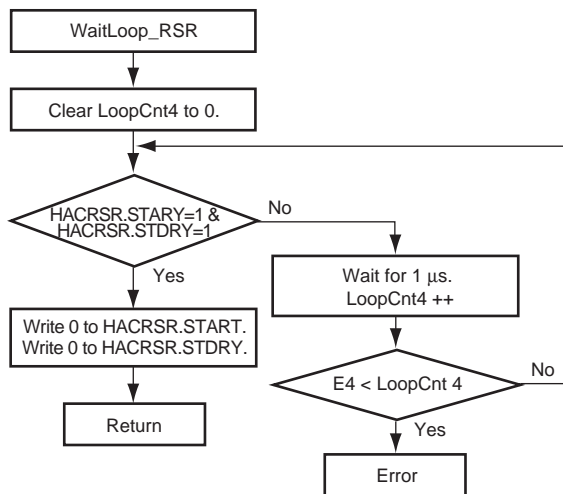 WaitLoop_RSR
Clear LoopCnt4 to 0.
HACRSR.STARY=1 &
HACRSR.STDRY=1
No
Yes
Wait for 1 µs.
LoopCnt4 ++
Write 0 to HACRSR.START.
Write 0 to HACRSR.STDRY.
E4 < LoopCnt 4
No
Return
Yes
Error